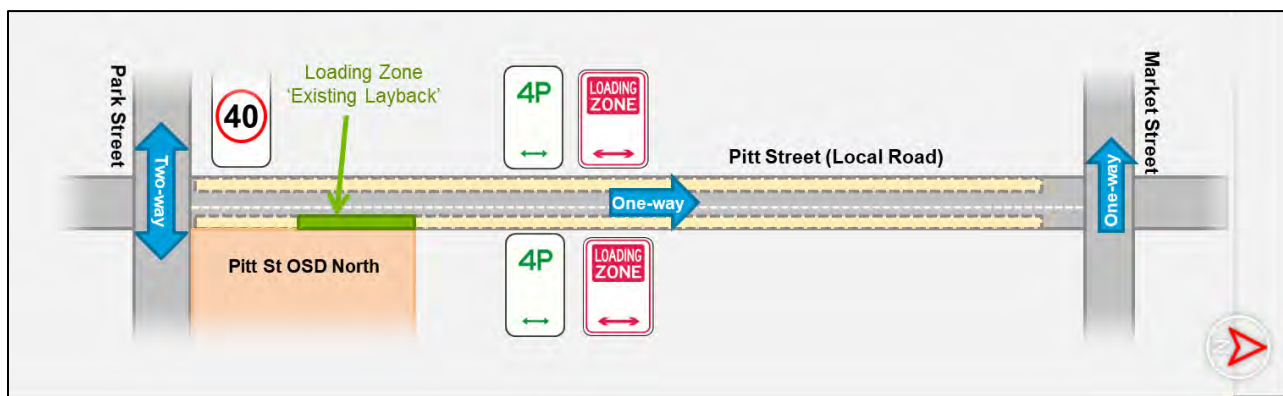 Park Street
Two-way
40
Loading Zone
'Existing Layback'
4P
LOADING
ZONE
Pitt Street (Local Road)
Market Street
One-way
One-way
Pitt St OSD North
4P
LOADING
ZONE
N